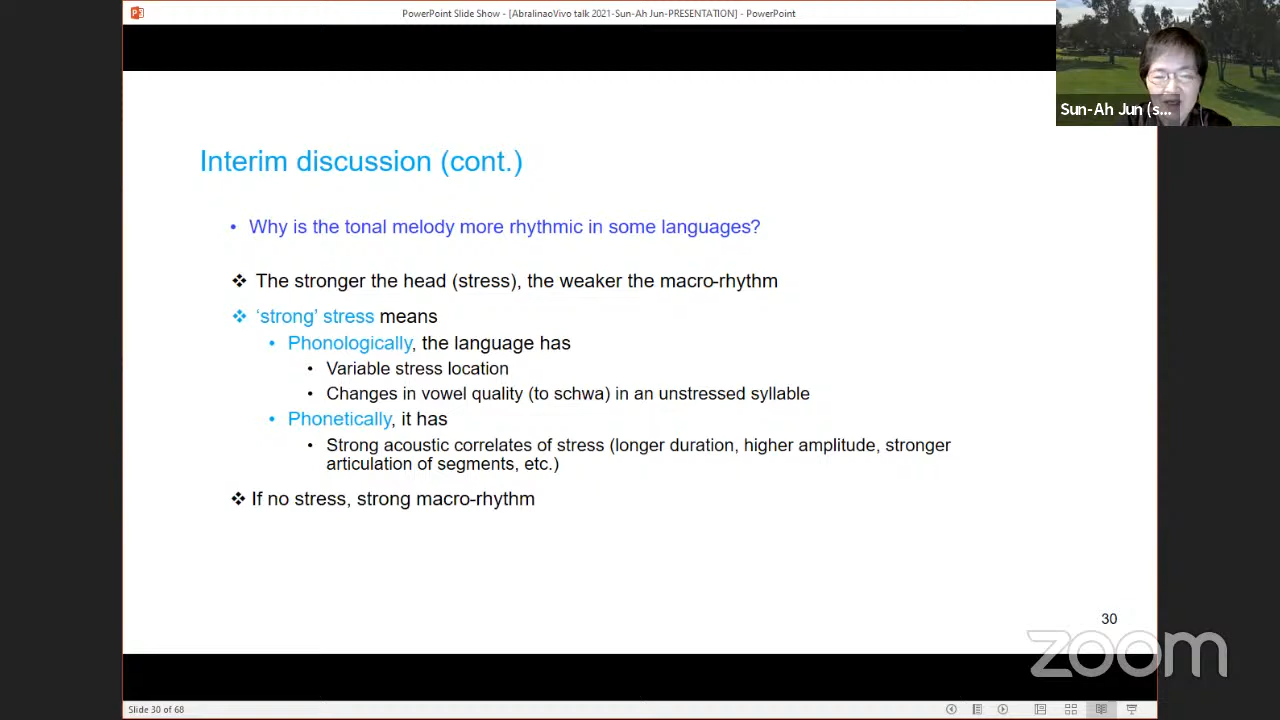 PowerPoint Slide Show - [AbralinaoVivo talk 2021-Sun-Ah Jun-PRESENTATION] - PowerPoint
Sun-Ah Jun (s...
Interim discussion (cont.)
• Why is the tonal melody more rhythmic in some languages?
❖ The stronger the head (stress), the weaker the macro-rhythm
❖ ‘strong’ stress means
• Phonologically, the language has
• Variable stress location
• Changes in vowel quality (to schwa) in an unstressed syllable
• Phonetically, it has
• Strong acoustic correlates of stress (longer duration, higher amplitude, stronger
articulation of segments, etc.)
❖ If no stress, strong macro-rhythm
30
zoom
Slide 30 of 68